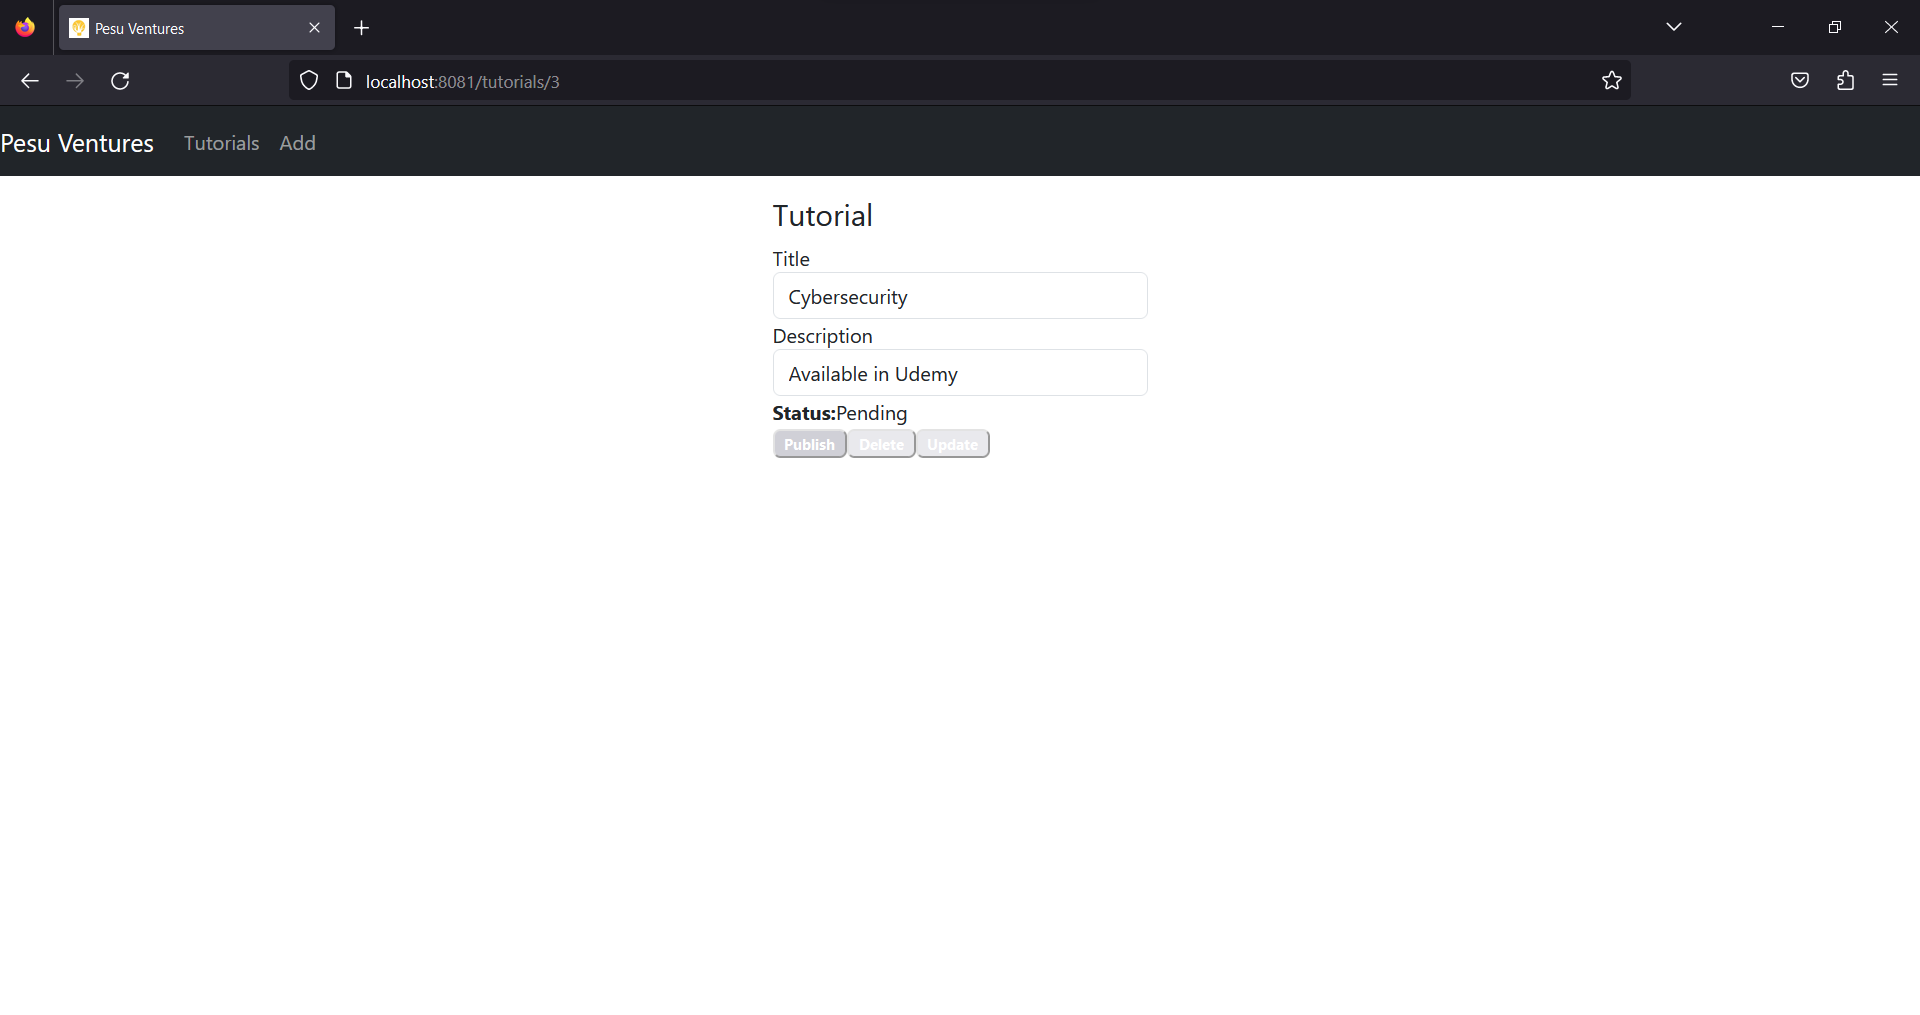 Pesu Ventures
localhost:8081/tutorials/3
Pesu Ventures Tutorials Add
Tutorial
Title
Cybersecurity
Description
Available in Udemy
Status:Pending
Publish Delete Update